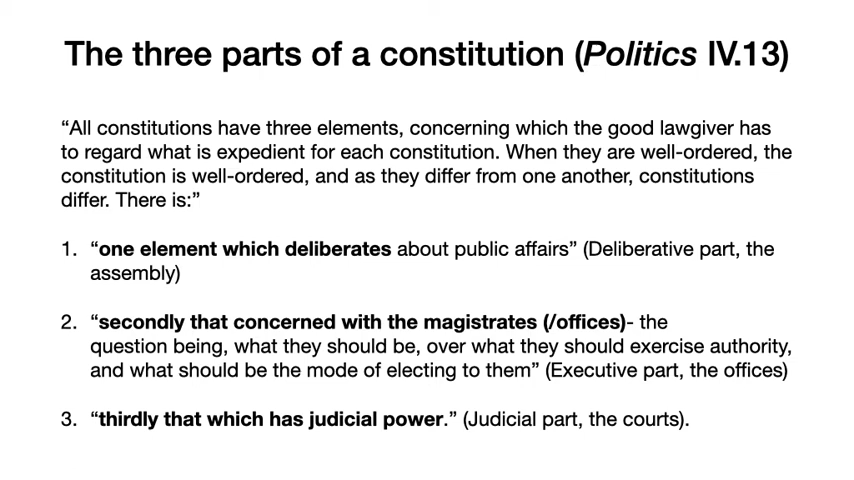 The three parts of a constitution (Politics IV.13)
“All constitutions have three elements, concerning which the good lawgiver has
to regard what is expedient for each constitution. When they are well-ordered, the
constitution is well-ordered, and as they differ from one another, constitutions
differ. There is:”
1. “one element which deliberates about public affairs” (Deliberative part, the
assembly)
2. “secondly that concerned with the magistrates (/offices)- the
question being, what they should be, over what they should exercise authority,
and what should be the mode of electing to them” (Executive part, the offices)
3. “thirdly that which has judicial power.” (Judicial part, the courts).